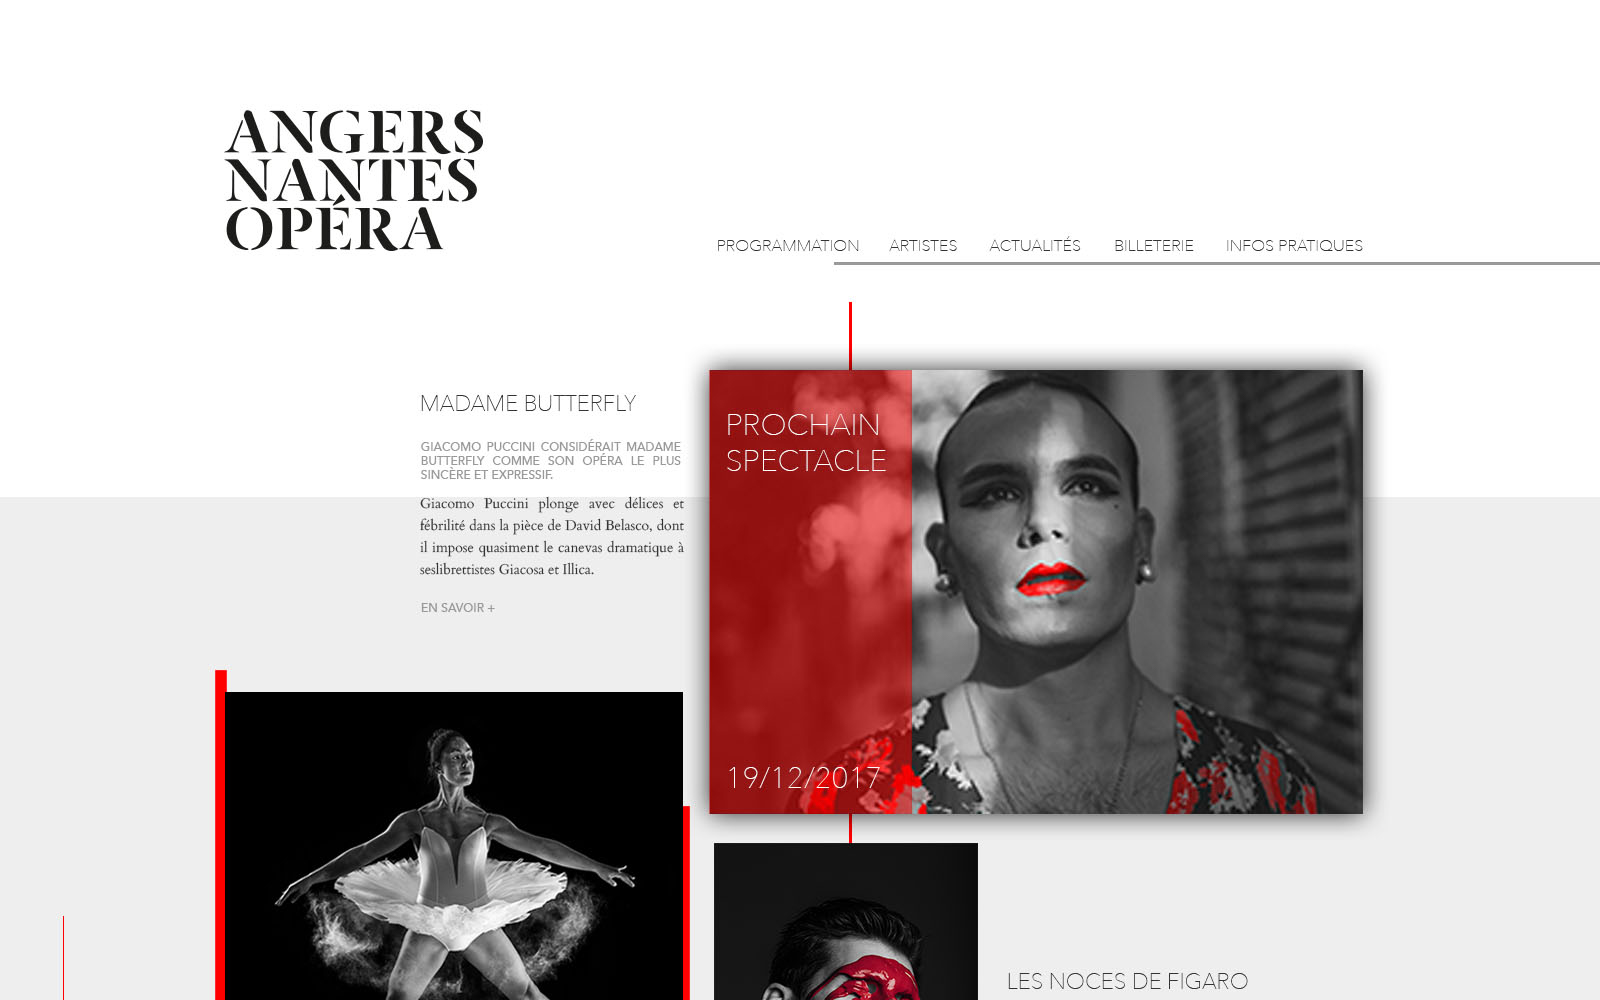 ANGERS
NANTES
OPÉRA
PROGRAMMATION ARTISTES ACTUALITÉS BILLETERIE INFOS PRATIQUES
MADAME BUTTERFLY
GIACOMO PUCCINI CONSIDÉRAIT MADAME
BUTTERFLY COMME SON OPÉRA LE PLUS
SINCÈRE ET EXPRESSIF.
Giacomo Puccini plonge avec délices et
fébrilité dans la pièce de David Belasco, dont
il impose quasiment le canevas dramatique à
seslibrettistes Giacosa et Illica.
EN SAVOIR +
PROCHAIN
SPECTACLE
19/12/2017
LES NOCES DE FIGARO